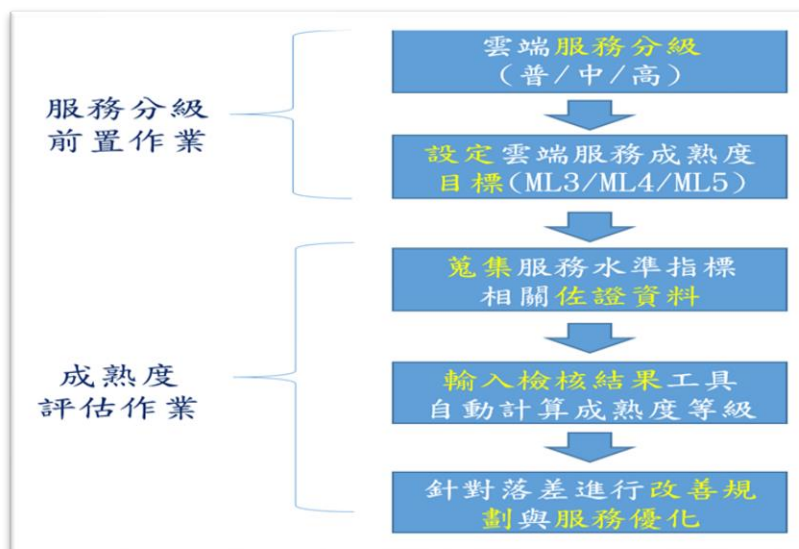 服務分級
前置作業
雲端服務分級
(普/中/高)
設定雲端服務成熟度
目標(ML3/ML4/ML5)
成熟度
評估作業
蒐集服務水準指標
相關佐證資料
輸入檢核結果工具
自動計算成熟度等級
針對落差進行改善規
劃與服務優化